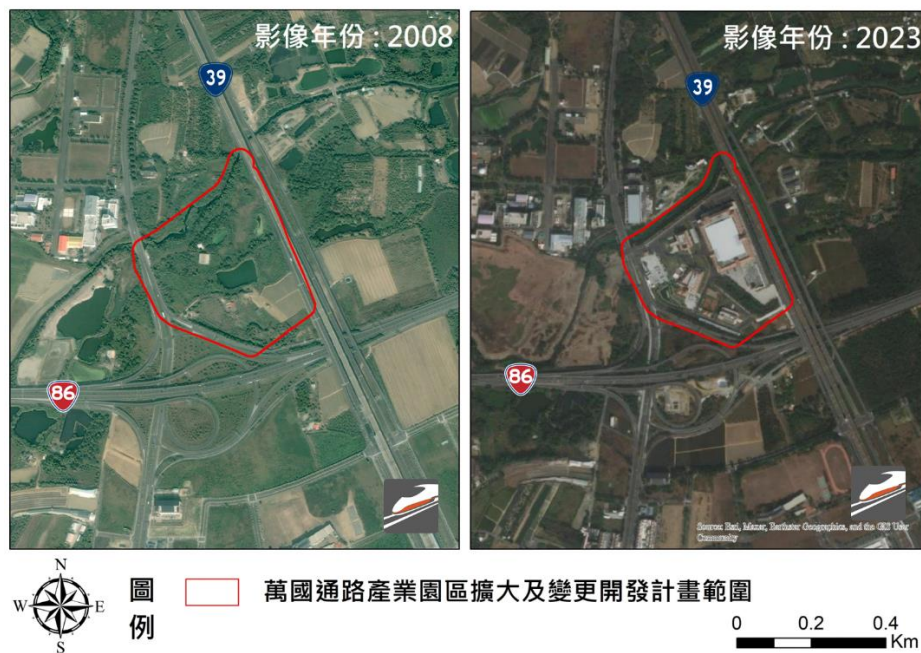 影像年份 : 2008
39
86
影像年份 : 2023
39
86
Source: Esri, Maxar, Earthstar Geographics, and the GIS User
Community
N
W E
S
圖
例
萬國通路產業園區擴大及變更開發計畫範圍
0 0.2 0.4
Km